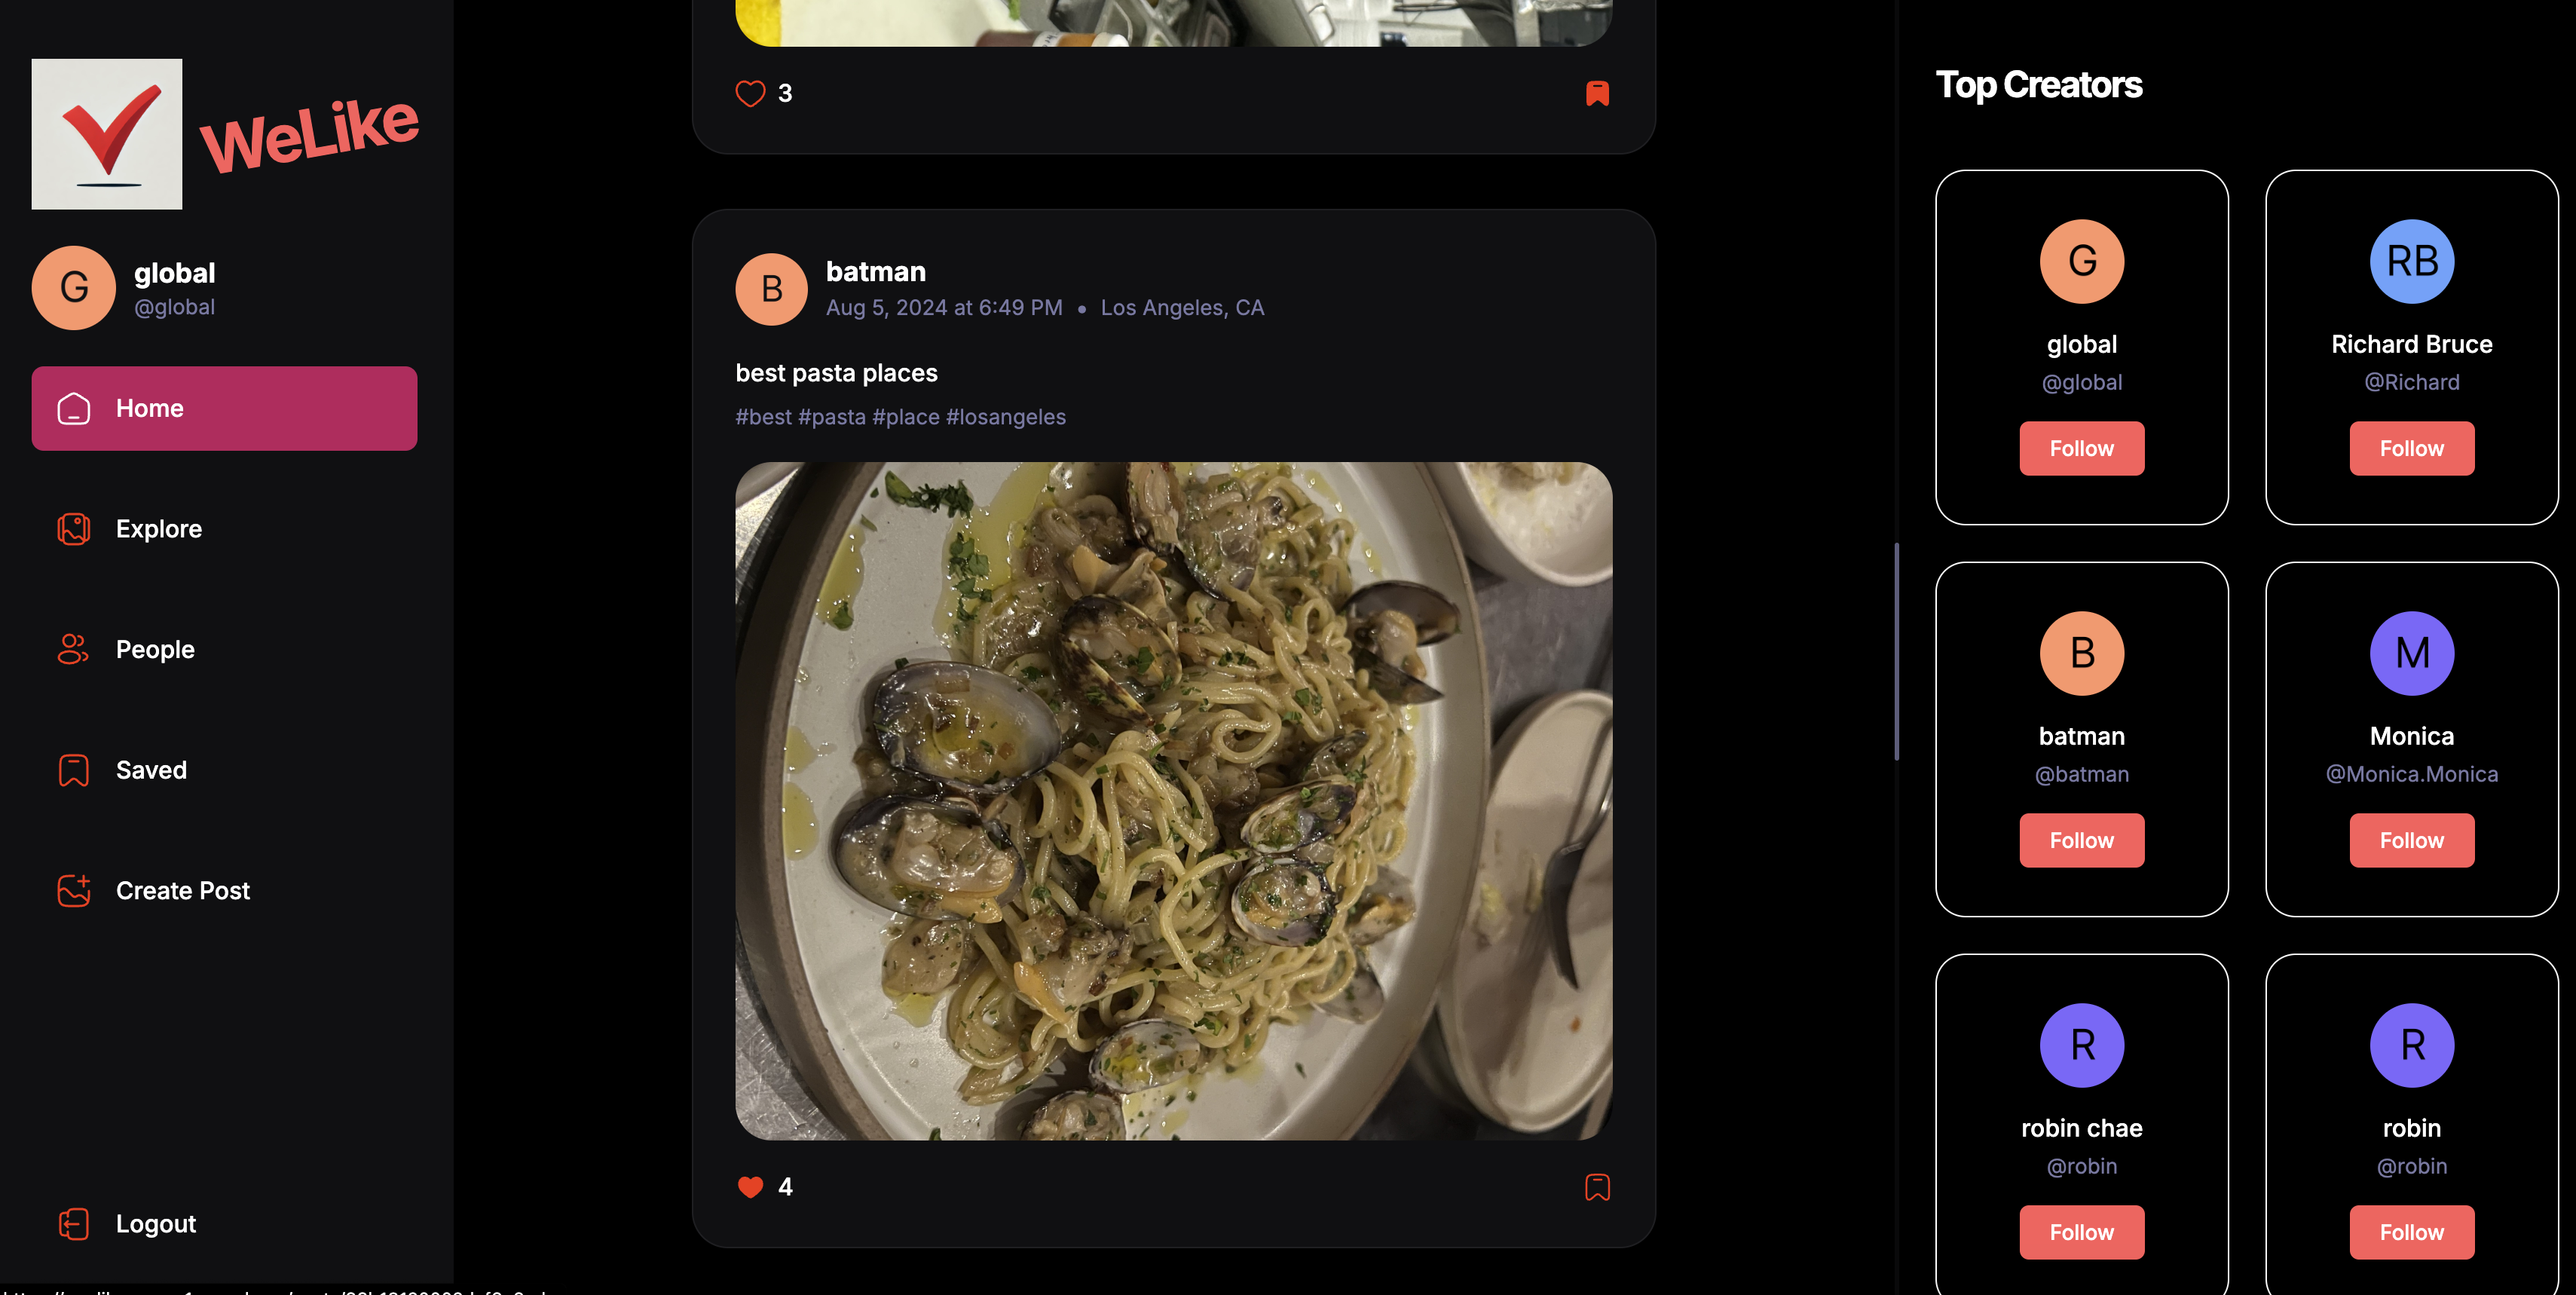 WeLike
G
global
@global
Home
Explore
People
Saved
Create Post
Logout
3
B
batman
Aug 5, 2024 at 6:49 PM • Los Angeles, CA
best pasta places
#best #pasta #place #losangeles
4
Top Creators
G
global
@global
Follow
RB
Richard Bruce
@Richard
Follow
B
batman
@batman
Follow
M
Monica
@Monica.Monica
Follow
R
robin chae
@robin
Follow
R
robin
@robin
Follow